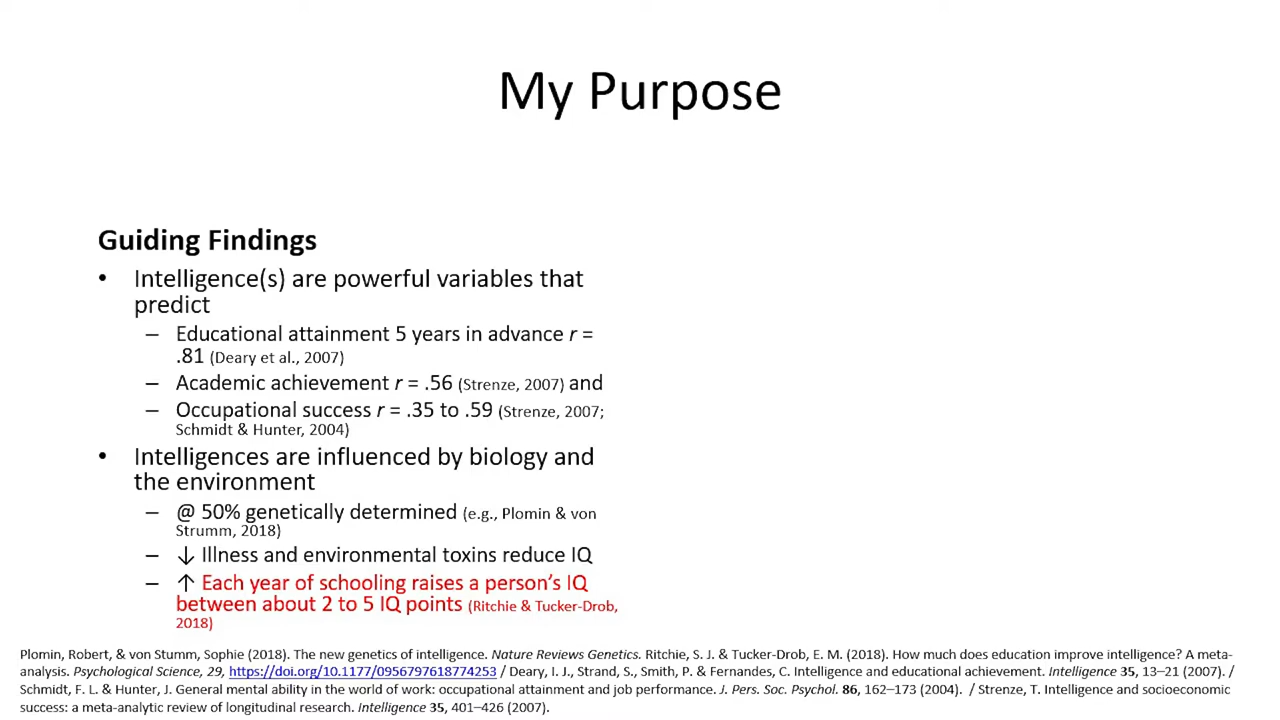 My Purpose
Guiding Findings
• Intelligence(s) are powerful variables that
predict
– Educational attainment 5 years in advance r =
.81 (Deary et al., 2007)
– Academic achievement r = .56 (Strenze, 2007) and
– Occupational success r = .35 to .59 (Strenze, 2007;
Schmidt & Hunter, 2004)
• Intelligences are influenced by biology and
the environment
– @ 50% genetically determined (e.g., Plomin & von
Strumm, 2018)
– ↓ Illness and environmental toxins reduce IQ
– ↑ Each year of schooling raises a person’s IQ
between about 2 to 5 IQ points (Ritchie & Tucker-Drob,
2018)
Plomin, Robert, & von Stumm, Sophie (2018). The new genetics of intelligence. Nature Reviews Genetics. Ritchie, S. J. & Tucker-Drob, E. M. (2018). How much does education improve intelligence? A meta-
analysis. Psychological Science, 29, https://doi.org/10.1177/0956797618774253 / Deary, I. J., Strand, S., Smith, P. & Fernandes, C. Intelligence and educational achievement. Intelligence 35, 13–21 (2007). /
Schmidt, F. L. & Hunter, J. General mental ability in the world of work: occupational attainment and job performance. J. Pers. Soc. Psychol. 86, 162–173 (2004). / Strenze, T. Intelligence and socioeconomic
success: a meta-analytic review of longitudinal research. Intelligence 35, 401–426 (2007).